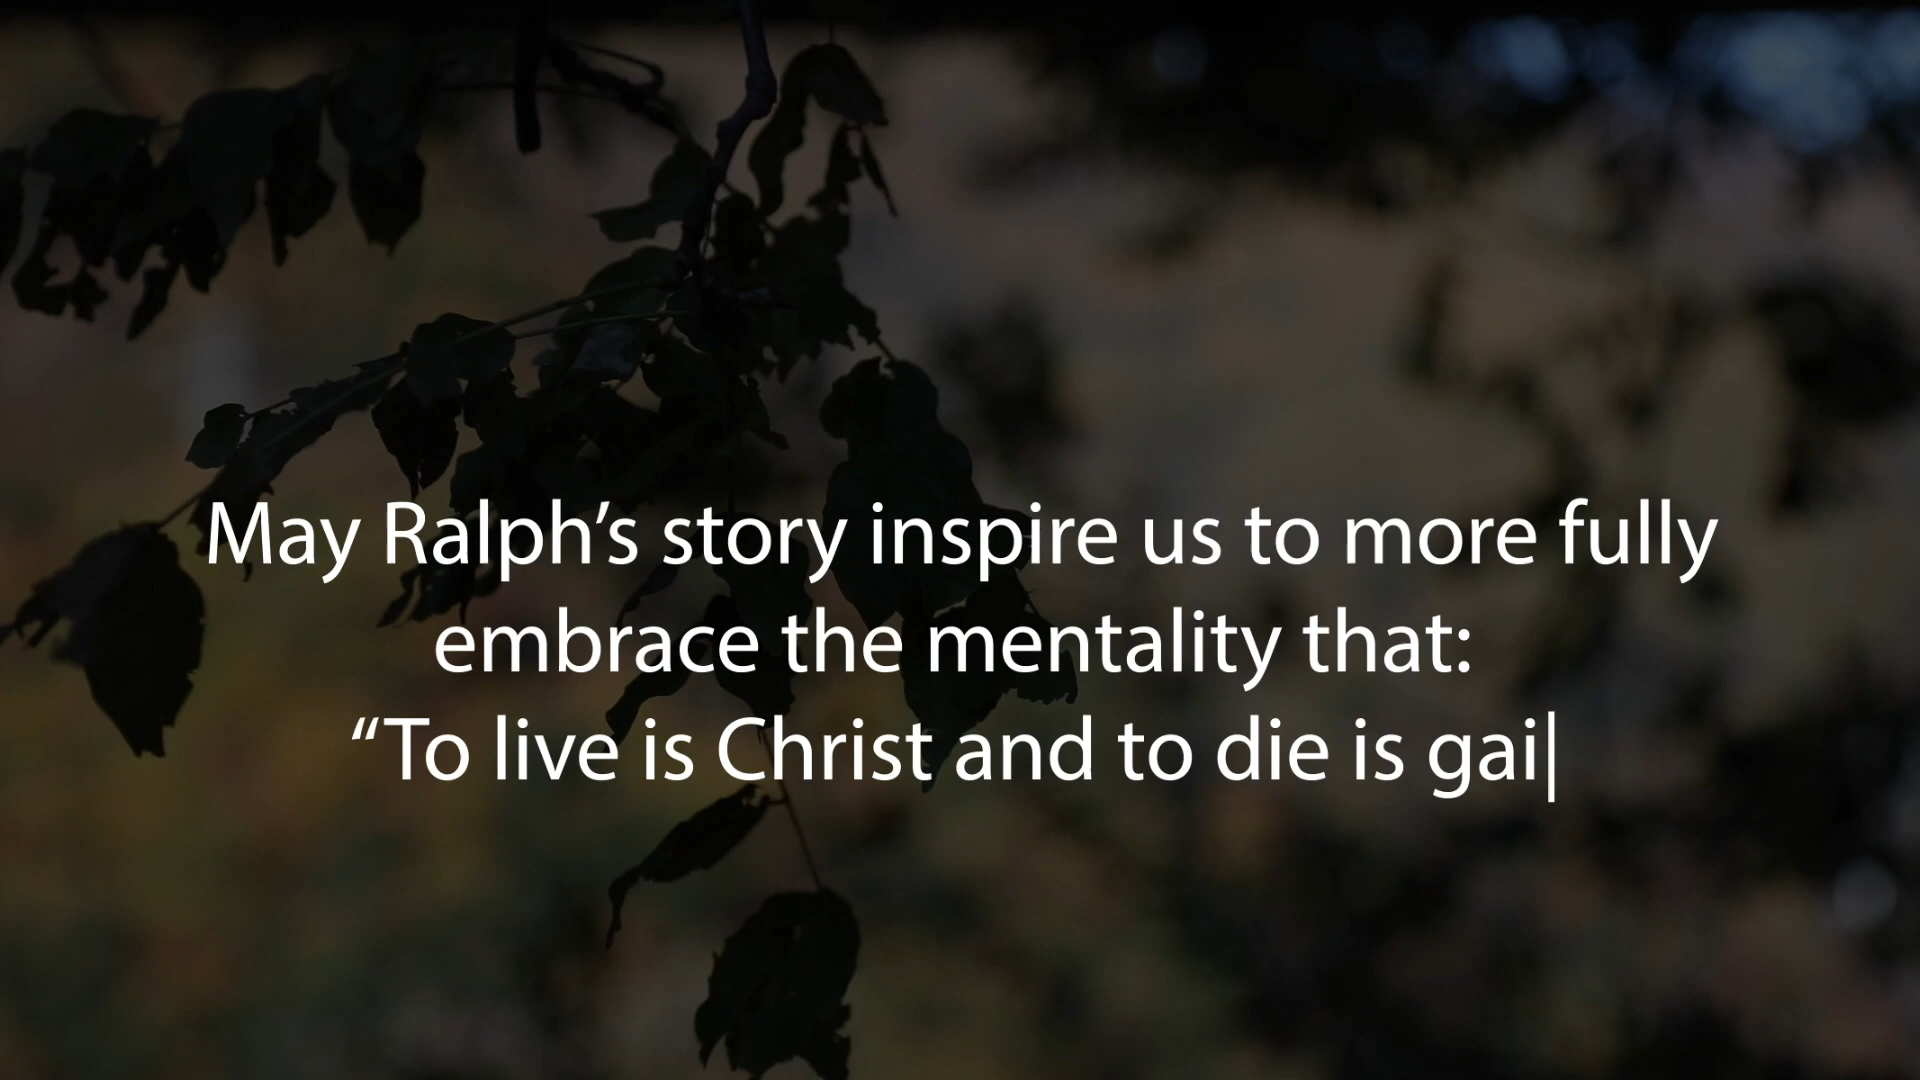 May Ralph’s story inspire us to more fully
embrace the mentality that:
“To live is Christ and to die is gai|